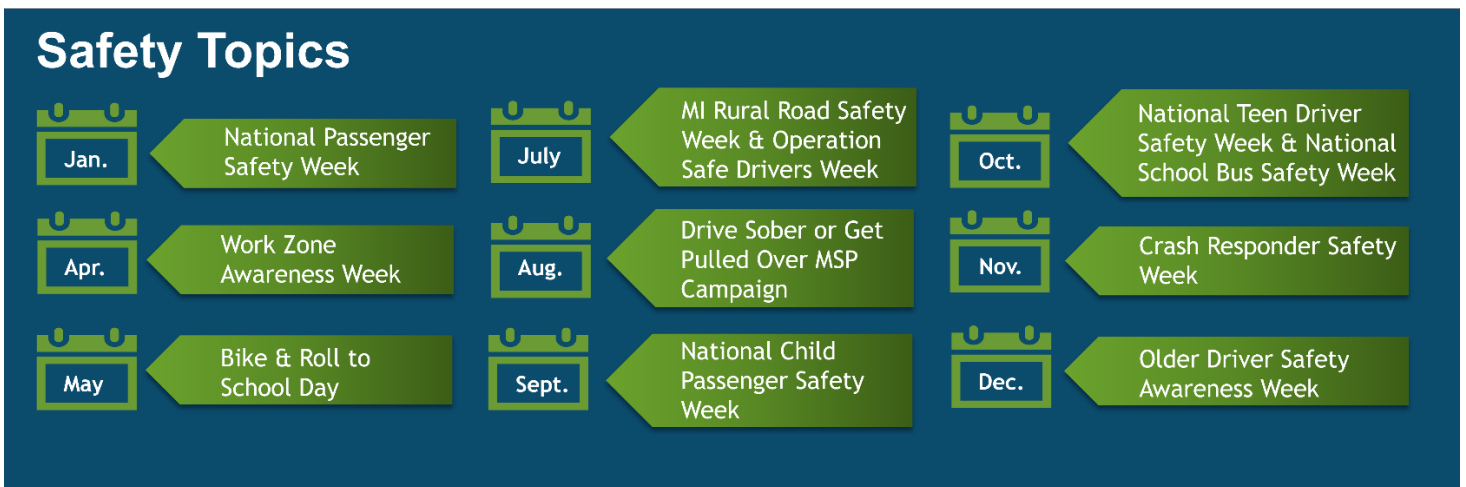 Safety Topics
Jan.
National Passenger
Safety Week
Apr.
Work Zone
Awareness Week
May
Bike & Roll to
School Day
July
MI Rural Road Safety
Week & Operation
Safe Drivers Week
Aug.
Drive Sober or Get
Pulled Over MSP
Campaign
Sept.
National Child
Passenger Safety
Week
Oct.
National Teen Driver
Safety Week & National
School Bus Safety Week
Nov.
Crash Responder Safety
Week
Dec.
Older Driver Safety
Awareness Week